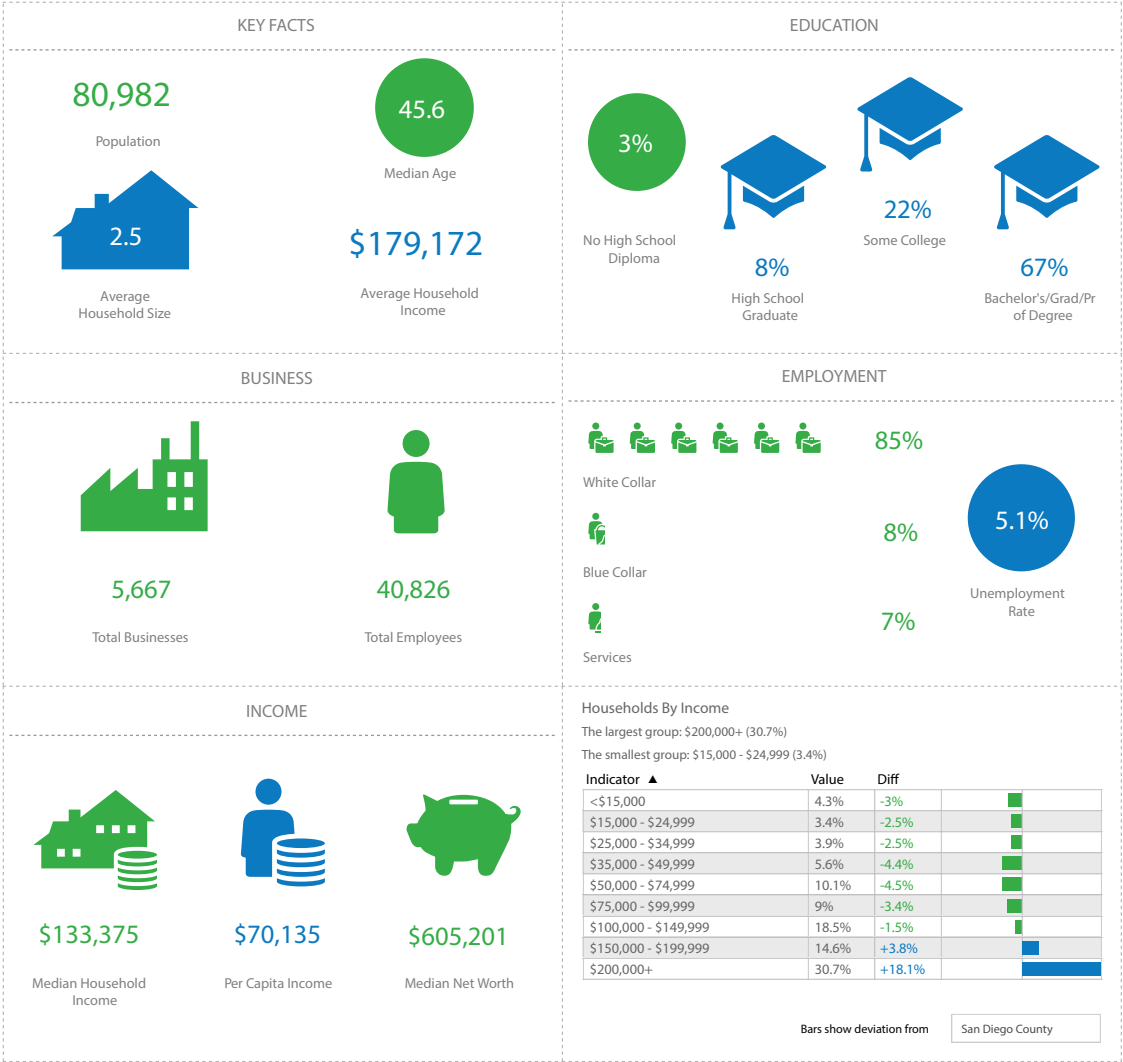 KEY FACTS
80,982
Population
45.6
Median Age
2.5
Average
Household Size
$179,172
Average Household
Income
EDUCATION
3%
No High School
Diploma
8%
High School
Graduate
22%
Some College
67%
Bachelor's/Grad/Pr
of Degree
BUSINESS
5,667
Total Businesses
40,826
Total Employees
EMPLOYMENT
85%
White Collar
8%
Blue Collar
7%
Services
5.1%
Unemployment
Rate
INCOME
$133,375
Median Household
Income
$70,135
Per Capita Income
$605,201
Median Net Worth
Households By Income
The largest group: $200,000+ (30.7%)
The smallest group: $15,000 - $24,999 (3.4%)
Indicator ▲ Value Diff
<$15,000 4.3% -3%
$15,000 - $24,999 3.4% -2.5%
$25,000 - $34,999 3.9% -2.5%
$35,000 - $49,999 5.6% -4.4%
$50,000 - $74,999 10.1% -4.5%
$75,000 - $99,999 9% -3.4%
$100,000 - $149,999 18.5% -1.5%
$150,000 - $199,999 14.6% +3.8%
$200,000+ 30.7% +18.1%
Bars show deviation from San Diego County